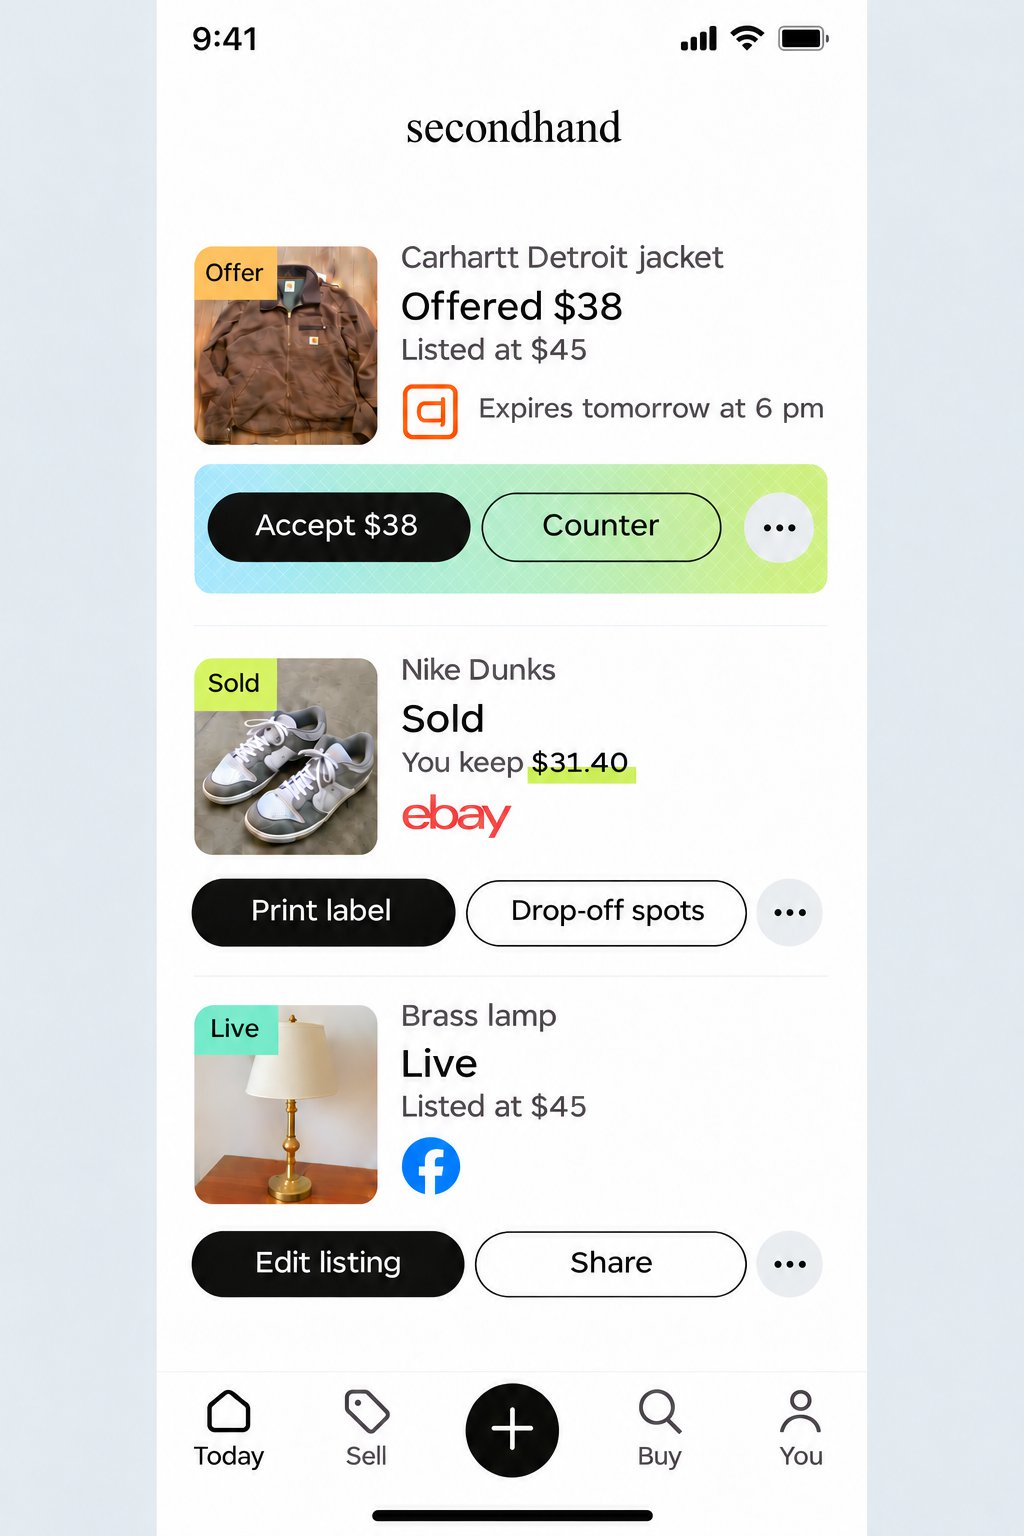 9:41
secondhand
Offer
Carhartt Detroit jacket
Offered $38
Listed at $45
Expires tomorrow at 6 pm
Accept $38
Counter
Sold
Nike Dunks
Sold
You keep $31.40
ebay
Print label
Drop-off spots
Live
Brass lamp
Live
Listed at $45
Edit listing
Share
Today
Sell
Buy
You